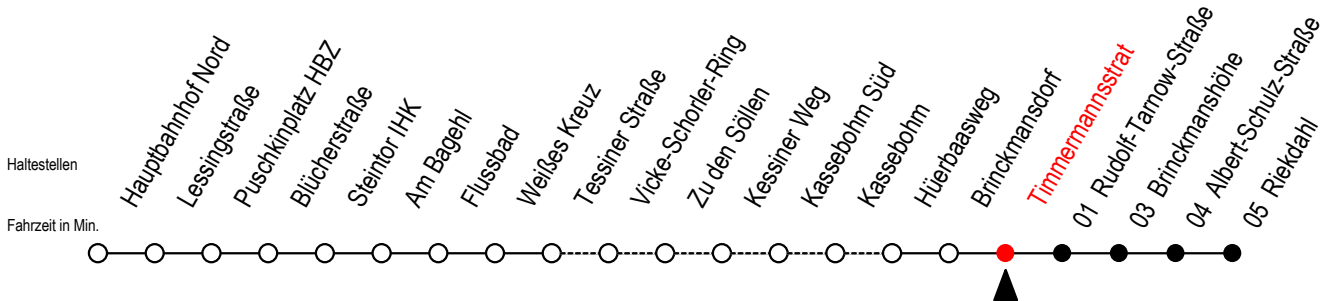 Haltestellen
Fahrzeit in Min.
Hauptbahnhof Nord
Lessingstraße
Puschkinplatz HBZ
Blücherstraße
Steintor IHK
Am Bagehl
Flussbad
Weißes Kreuz
Tessiner Straße
Vicke-Schorler-Ring
Zu den Söllen
Kessiner Weg
Kassebohm Süd
Kassebohm
Hüerbaasweg
Brinckmansdorf
Timmermannsstrat
01 Rudolf-Tarnow-Straße
03 Brinckmanshöhe
04 Albert-Schulz-Straße
05 Riekdahl